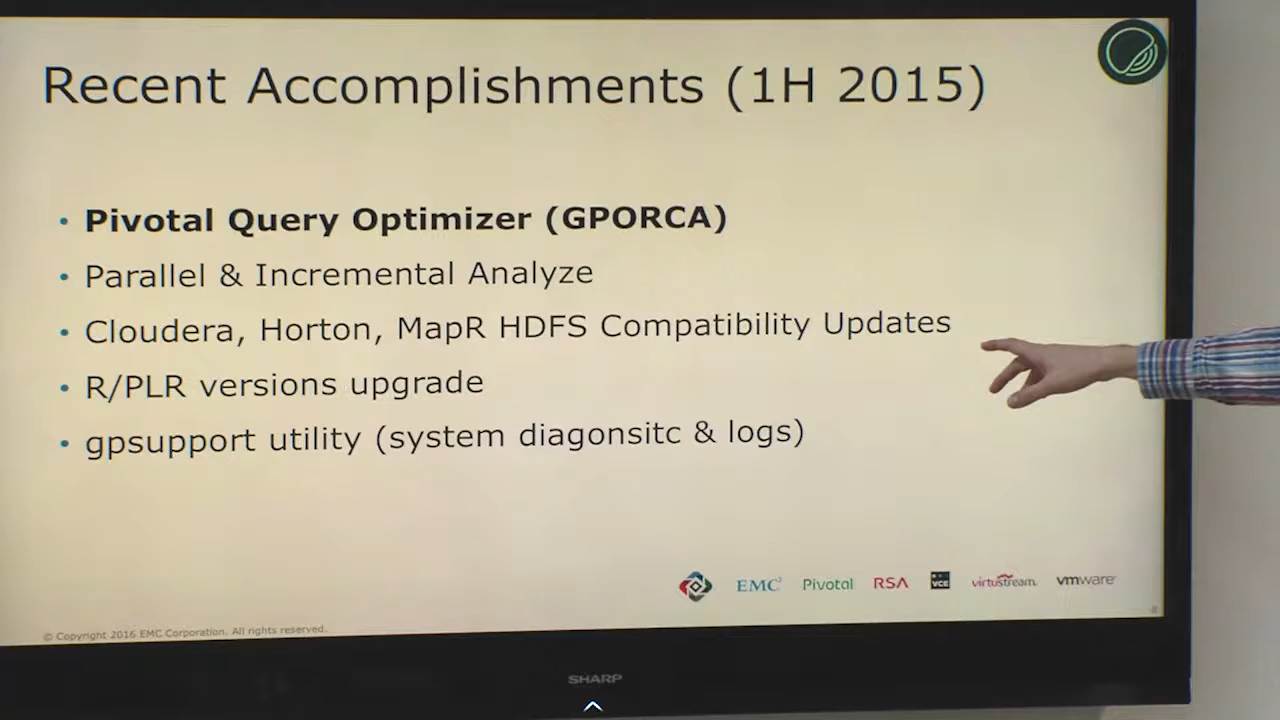 Recent Accomplishments (1H 2015)
• Pivotal Query Optimizer (GPORCA)
• Parallel & Incremental Analyze
• Cloudera, Horton, MapR HDFS Compatibility Updates
• R/PLR versions upgrade
• gpsupport utility (system diagonsitc & logs)
EMC² Pivotal RSA VCE virtustream. vmware
© Copyright 2016 EMC Corporation. All rights reserved.
SHARP